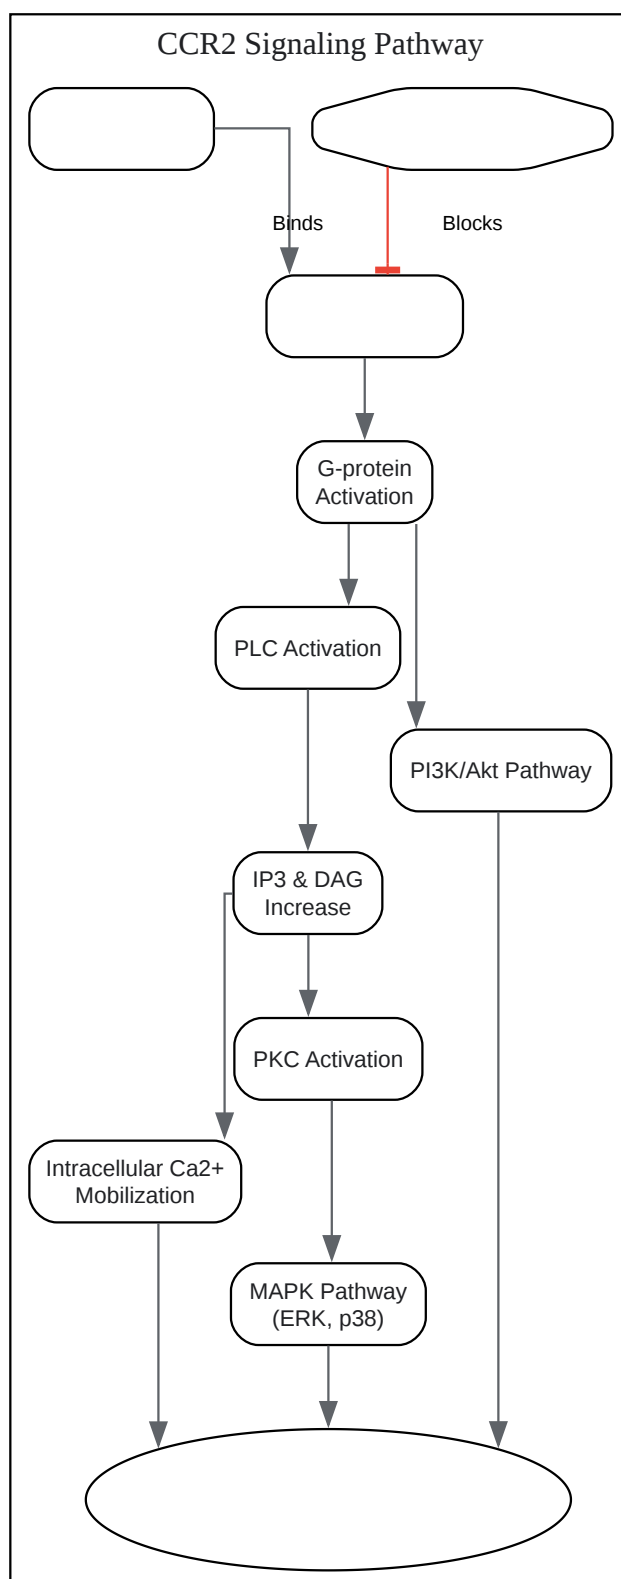 CCR2 Signaling Pathway
Binds
Blocks
G-protein
Activation
PLC Activation
PI3K/Akt Pathway
IP3 & DAG
Increase
PKC Activation
Intracellular Ca2+
Mobilization
MAPK Pathway
(ERK, p38)